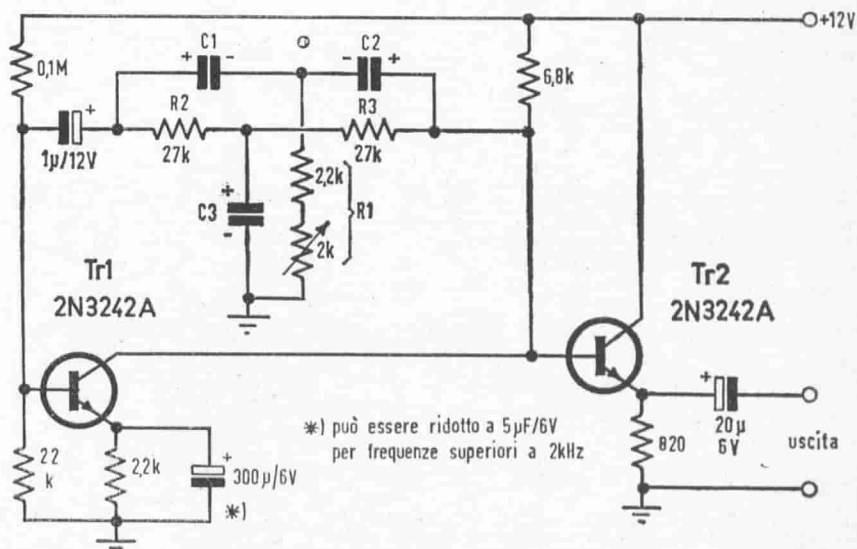 +12V
C1
C2
+
-
-
+
0,1M
6,8k
R2
R3
+
1μ/12V
27k
27k
2,2k
+
C3
-
R1
2k
Tr1
2N3242A
Tr2
2N3242A
+
20μ
6V
uscita
820
22
k
2,2k
+
300μ/6V
*)
*) può essere ridotto a 5μF/6V
per frequenze superiori a 2kHz